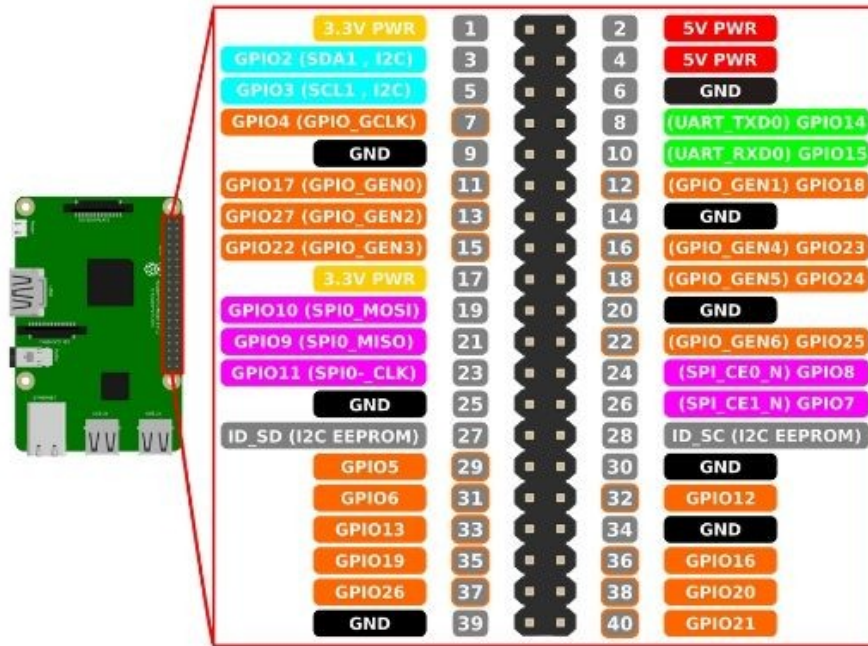 3.3V PWR 1 2 5V PWR
GPIO2 (SDA1 , I2C) 3 4 5V PWR
GPIO3 (SCL1 , I2C) 5 6 GND
GPIO4 (GPIO_GCLK) 7 8 (UART_TXD0) GPIO14
GND 9 10 (UART_RXD0) GPIO15
GPIO17 (GPIO_GEN0) 11 12 (GPIO_GEN1) GPIO18
GPIO27 (GPIO_GEN2) 13 14 GND
GPIO22 (GPIO_GEN3) 15 16 (GPIO_GEN4) GPIO23
3.3V PWR 17 18 (GPIO_GEN5) GPIO24
GPIO10 (SPI0_MOSI) 19 20 GND
GPIO9 (SPI0_MISO) 21 22 (GPIO_GEN6) GPIO25
GPIO11 (SPI0-_CLK) 23 24 (SPI_CE0_N) GPIO8
GND 25 26 (SPI_CE1_N) GPIO7
ID_SD (I2C EEPROM) 27 28 ID_SC (I2C EEPROM)
GPIO5 29 30 GND
GPIO6 31 32 GPIO12
GPIO13 33 34 GND
GPIO19 35 36 GPIO16
GPIO26 37 38 GPIO20
GND 39 40 GPIO21